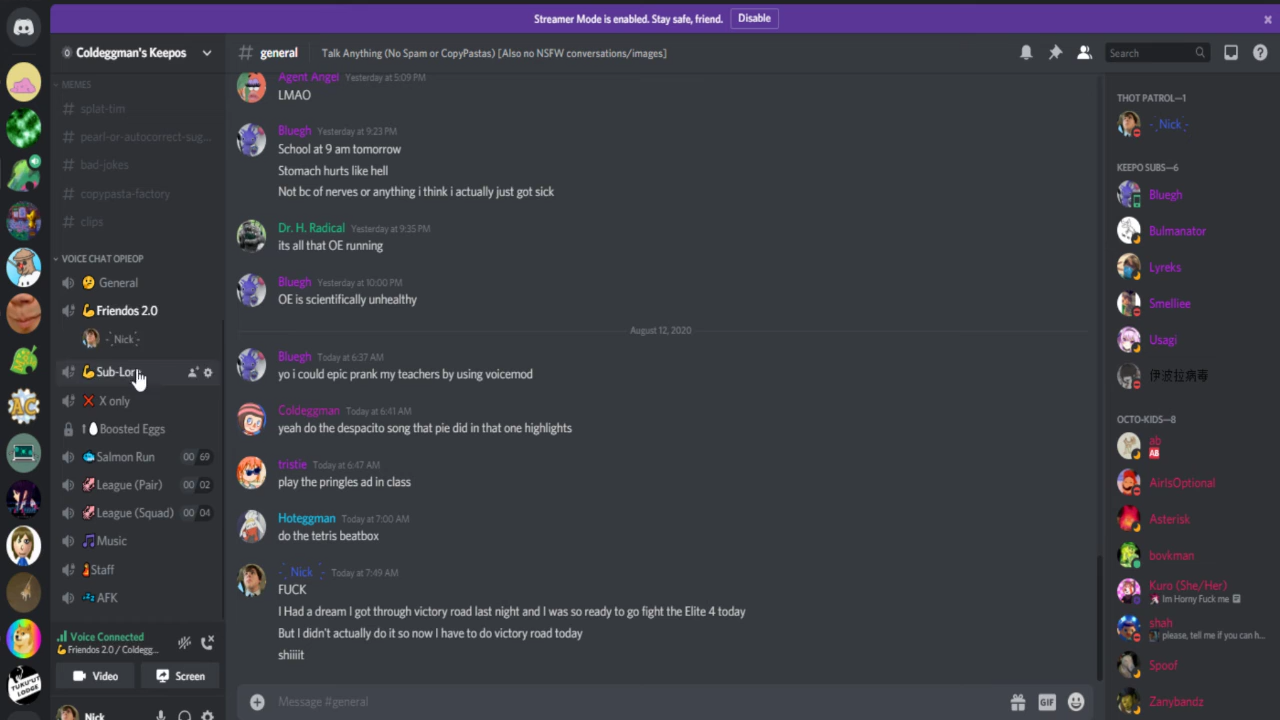 Streamer Mode is enabled. Stay safe, friend. Disable
Coldeggman's Keepos
general
Talk Anything (No Spam or CopyPastas) [Also no NSFW conversations/images]
Search
MEMES
splat-tim
pearl-or-autocorrect-sug...
bad-jokes
copypasta-factory
clips
VOICE CHAT OPIEOP
General
Friendos 2.0
Nick
Sub-Lor
X only
Boosted Eggs
Salmon Run 00 69
League (Pair) 00 02
League (Squad) 00 04
Music
Staff
AFK
Voice Connected
Friendos 2.0 / Coldegg...
Video Screen
Nick
Agent Angel Yesterday at 5:09 PM
LMAO
Bluegh Yesterday at 9:23 PM
School at 9 am tomorrow
Stomach hurts like hell
Not bc of nerves or anything i think i actually just got sick
Dr. H. Radical Yesterday at 9:35 PM
its all that OE running
Bluegh Yesterday at 10:00 PM
OE is scientifically unhealthy
August 12, 2020
Bluegh Today at 6:37 AM
yo i could epic prank my teachers by using voicemod
Coldeggman Today at 6:41 AM
yeah do the despacito song that pie did in that one highlights
tristie Today at 6:47 AM
play the pringles ad in class
Hoteggman Today at 7:00 AM
do the tetris beatbox
Nick Today at 7:49 AM
FUCK
I Had a dream I got through victory road last night and I was so ready to go fight the Elite 4 today
But I didn't actually do it so now I have to do victory road today
shiiiit
Message #general
GIF
THOT PATROL—1
Nick
KEEPO SUBS—6
Bluegh
Bulmanator
Lyreks
Smelliee
Usagi
伊波拉病毒
OCTO-KIDS—8
ab
AB
AirIsOptional
Asterisk
bovkman
Kuro (She/Her)
Im Horny Fuck me
shah
please, tell me if you can h...
Spoof
Zanybandz